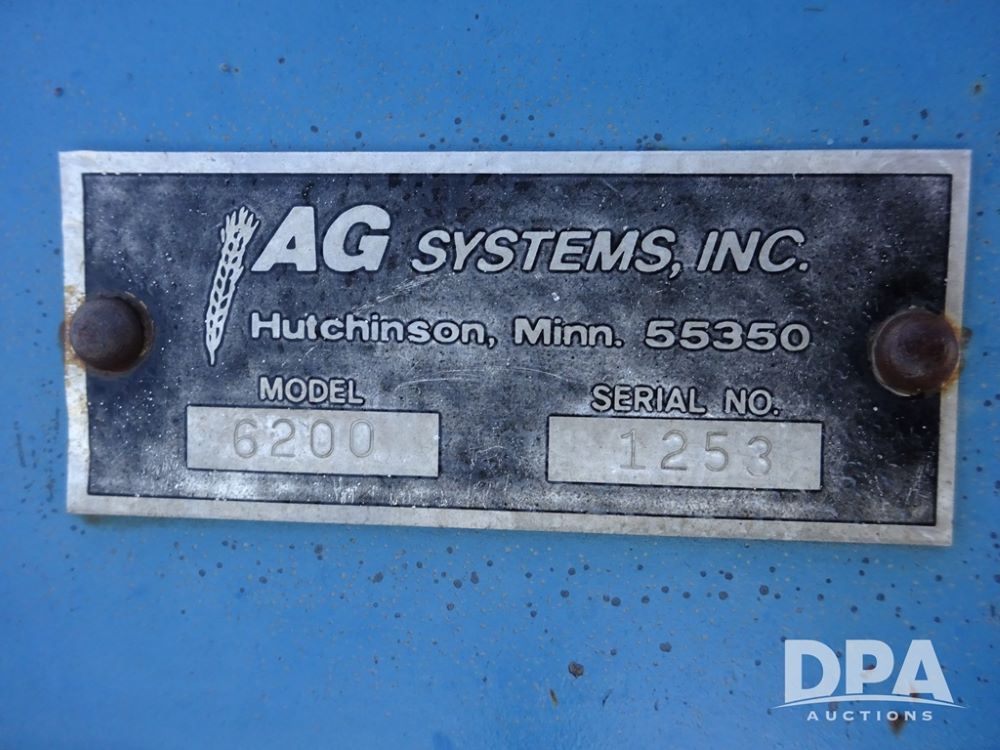 AG SYSTEMS, INC.
Hutchinson, Minn. 55350
MODEL SERIAL NO.
6200 1253
DPA
AUCTIONS